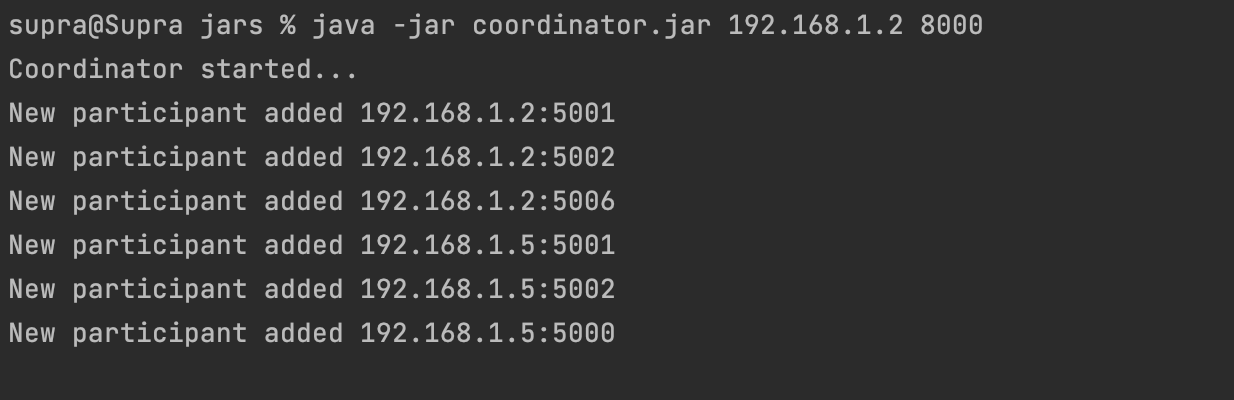 supra@Supra jars % java -jar coordinator.jar 192.168.1.2 8000
Coordinator started...
New participant added 192.168.1.2:5001
New participant added 192.168.1.2:5002
New participant added 192.168.1.2:5006
New participant added 192.168.1.5:5001
New participant added 192.168.1.5:5002
New participant added 192.168.1.5:5000